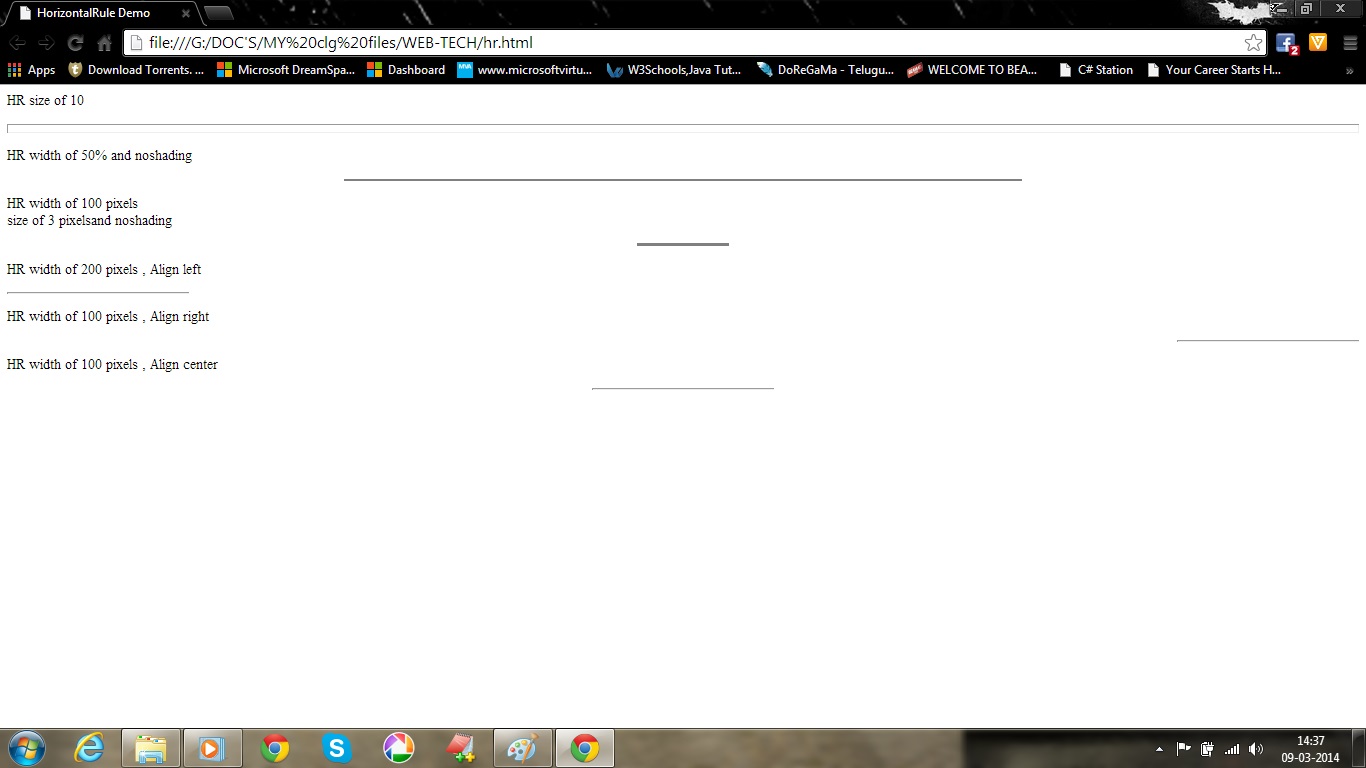 HorizontalRule Demo
file:///G:/DOC'S/MY%20clg%20files/WEB-TECH/hr.html
2
Apps Download Torrents. ... Microsoft DreamSpa... Dashboard MVA www.microsoftvirtu... W3Schools,Java Tut... DoReGaMa - Telugu... WELCOME TO BEA... C# Station Your Career Starts H... »
HR size of 10
HR width of 50% and noshading
HR width of 100 pixels
size of 3 pixelsand noshading
HR width of 200 pixels , Align left
HR width of 100 pixels , Align right
HR width of 100 pixels , Align center
14:37
09-03-2014